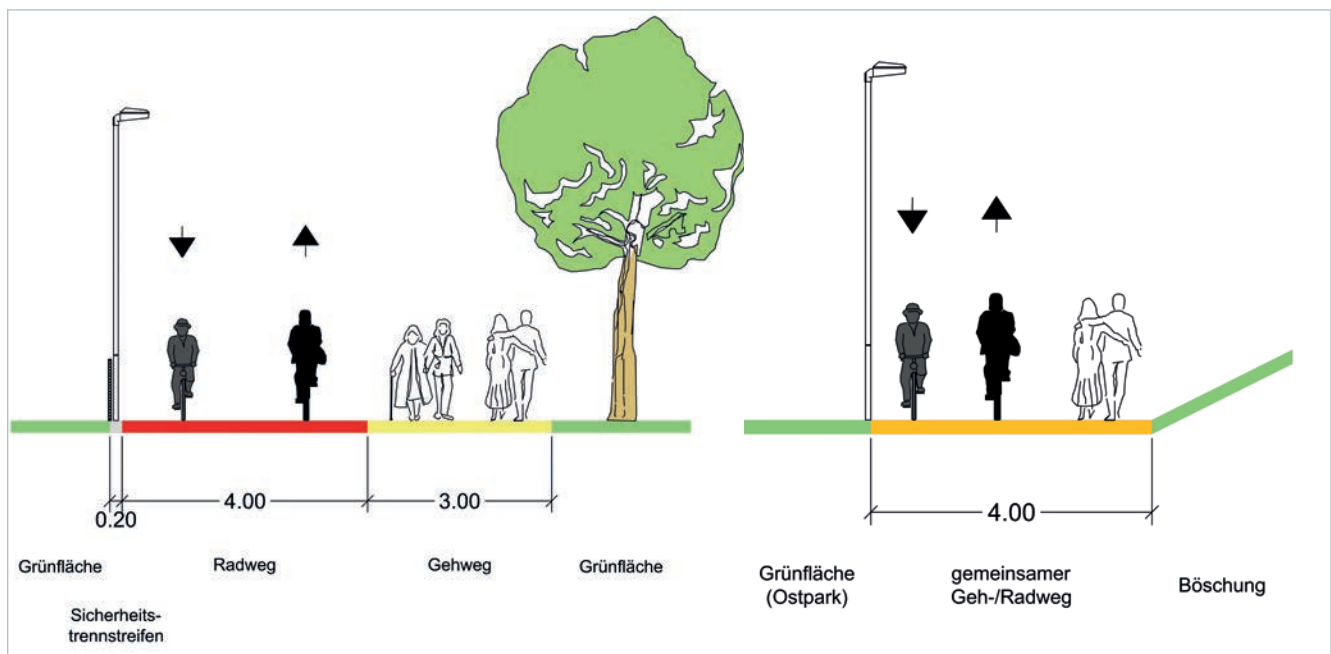 0.20
4.00
3.00
Grünfläche
Radweg
Gehweg
Grünfläche
Sicherheits-
trennstreifen
4.00
Grünfläche
(Ostpark)
gemeinsamer
Geh-/Radweg
Böschung